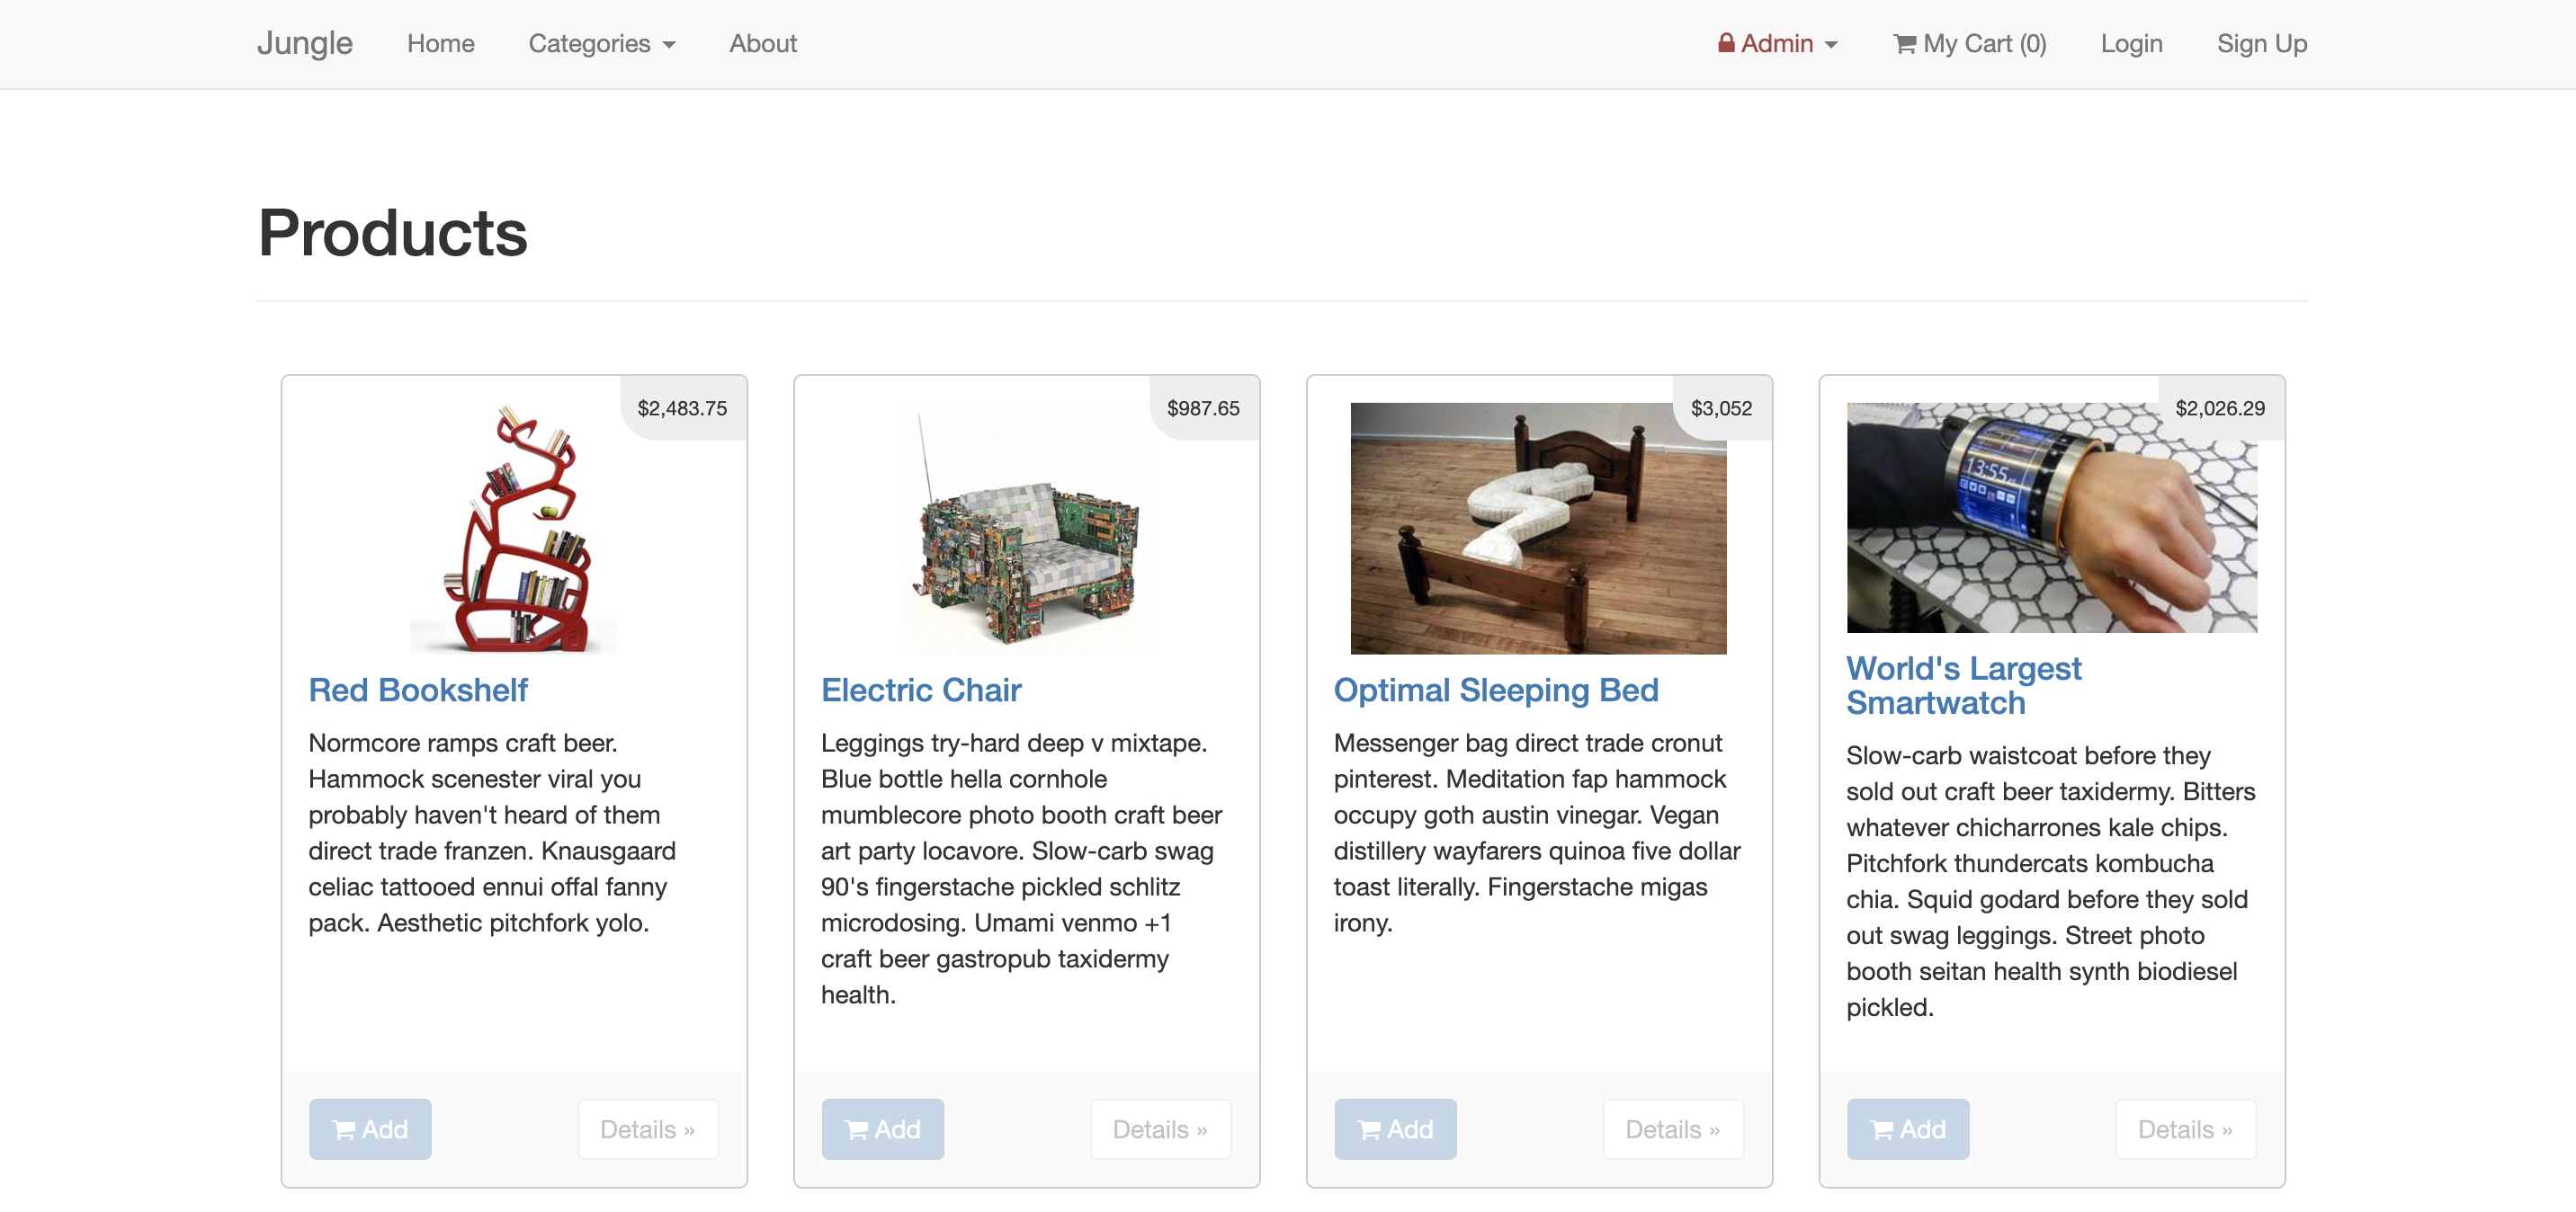 Jungle Home Categories About Admin My Cart (0) Login Sign Up
Products
$2,483.75
Red Bookshelf
Normcore ramps craft beer.
Hammock scenester viral you
probably haven't heard of them
direct trade franzen. Knausgaard
celiac tattooed ennui offal fanny
pack. Aesthetic pitchfork yolo.
Add Details »
$987.65
Electric Chair
Leggings try-hard deep v mixtape.
Blue bottle hella cornhole
mumblecore photo booth craft beer
art party locavore. Slow-carb swag
90's fingerstache pickled schlitz
microdosing. Umami venmo +1
craft beer gastropub taxidermy
health.
Add Details »
$3,052
Optimal Sleeping Bed
Messenger bag direct trade cronut
pinterest. Meditation fap hammock
occupy goth austin vinegar. Vegan
distillery wayfarers quinoa five dollar
toast literally. Fingerstache migas
irony.
Add Details »
$2,026.29
13:55
World's Largest
Smartwatch
Slow-carb waistcoat before they
sold out craft beer taxidermy. Bitters
whatever chicharrones kale chips.
Pitchfork thundercats kombucha
chia. Squid godard before they sold
out swag leggings. Street photo
booth seitan health synth biodiesel
pickled.
Add Details »